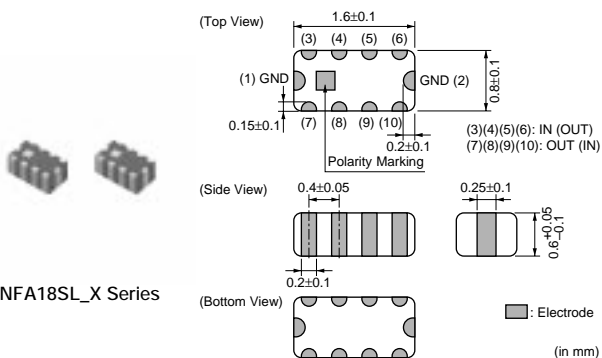 (Top View)
1.6±0.1
(3) (4) (5) (6)
(1) GND
GND (2)
0.8±0.1
0.15±0.1
(7) (8) (9) (10)
0.2±0.1
Polarity Marking
(3)(4)(5)(6): IN (OUT)
(7)(8)(9)(10): OUT (IN)
(Side View)
0.4±0.05
0.25±0.1
0.6+0.05
−0.1
0.2±0.1
NFA18SL_X Series
(Bottom View)
: Electrode
(in mm)